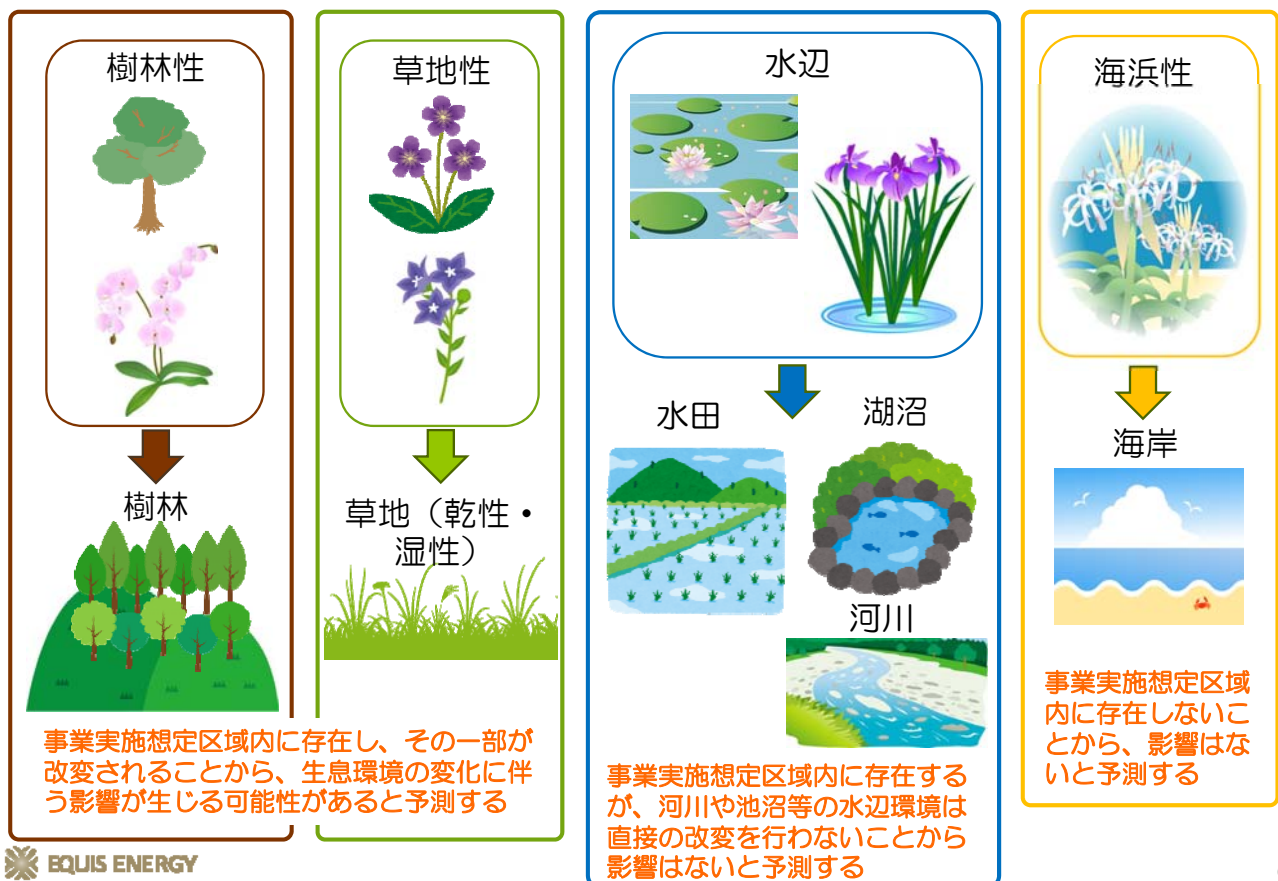 樹林性
樹林
草地性
草地（乾性・
湿性）
事業実施想定区域内に存在し、その一部が
改変されることから、生息環境の変化に伴
う影響が生じる可能性があると予測する
水辺
水田
湖沼
河川
事業実施想定区域内に存在する
が、河川や池沼等の水辺環境は
直接の改変を行わないことから
影響はないと予測する
海浜性
海岸
事業実施想定区域
内に存在しないこ
とから、影響はな
いと予測する
EQUIS ENERGY